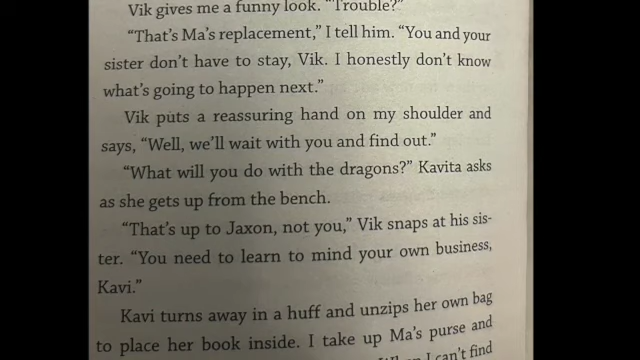 Vik gives me a funny look. “Trouble?”
“That’s Ma’s replacement,” I tell him. “You and your
sister don’t have to stay, Vik. I honestly don’t know
what’s going to happen next.”
Vik puts a reassuring hand on my shoulder and
says, “Well, we’ll wait with you and find out.”
“What will you do with the dragons?” Kavita asks
as she gets up from the bench.
“That’s up to Jaxon, not you,” Vik snaps at his sis-
ter. “You need to learn to mind your own business,
Kavi.”
Kavi turns away in a huff and unzips her own bag
to place her book inside. I take up Ma’s purse and
I can’t find